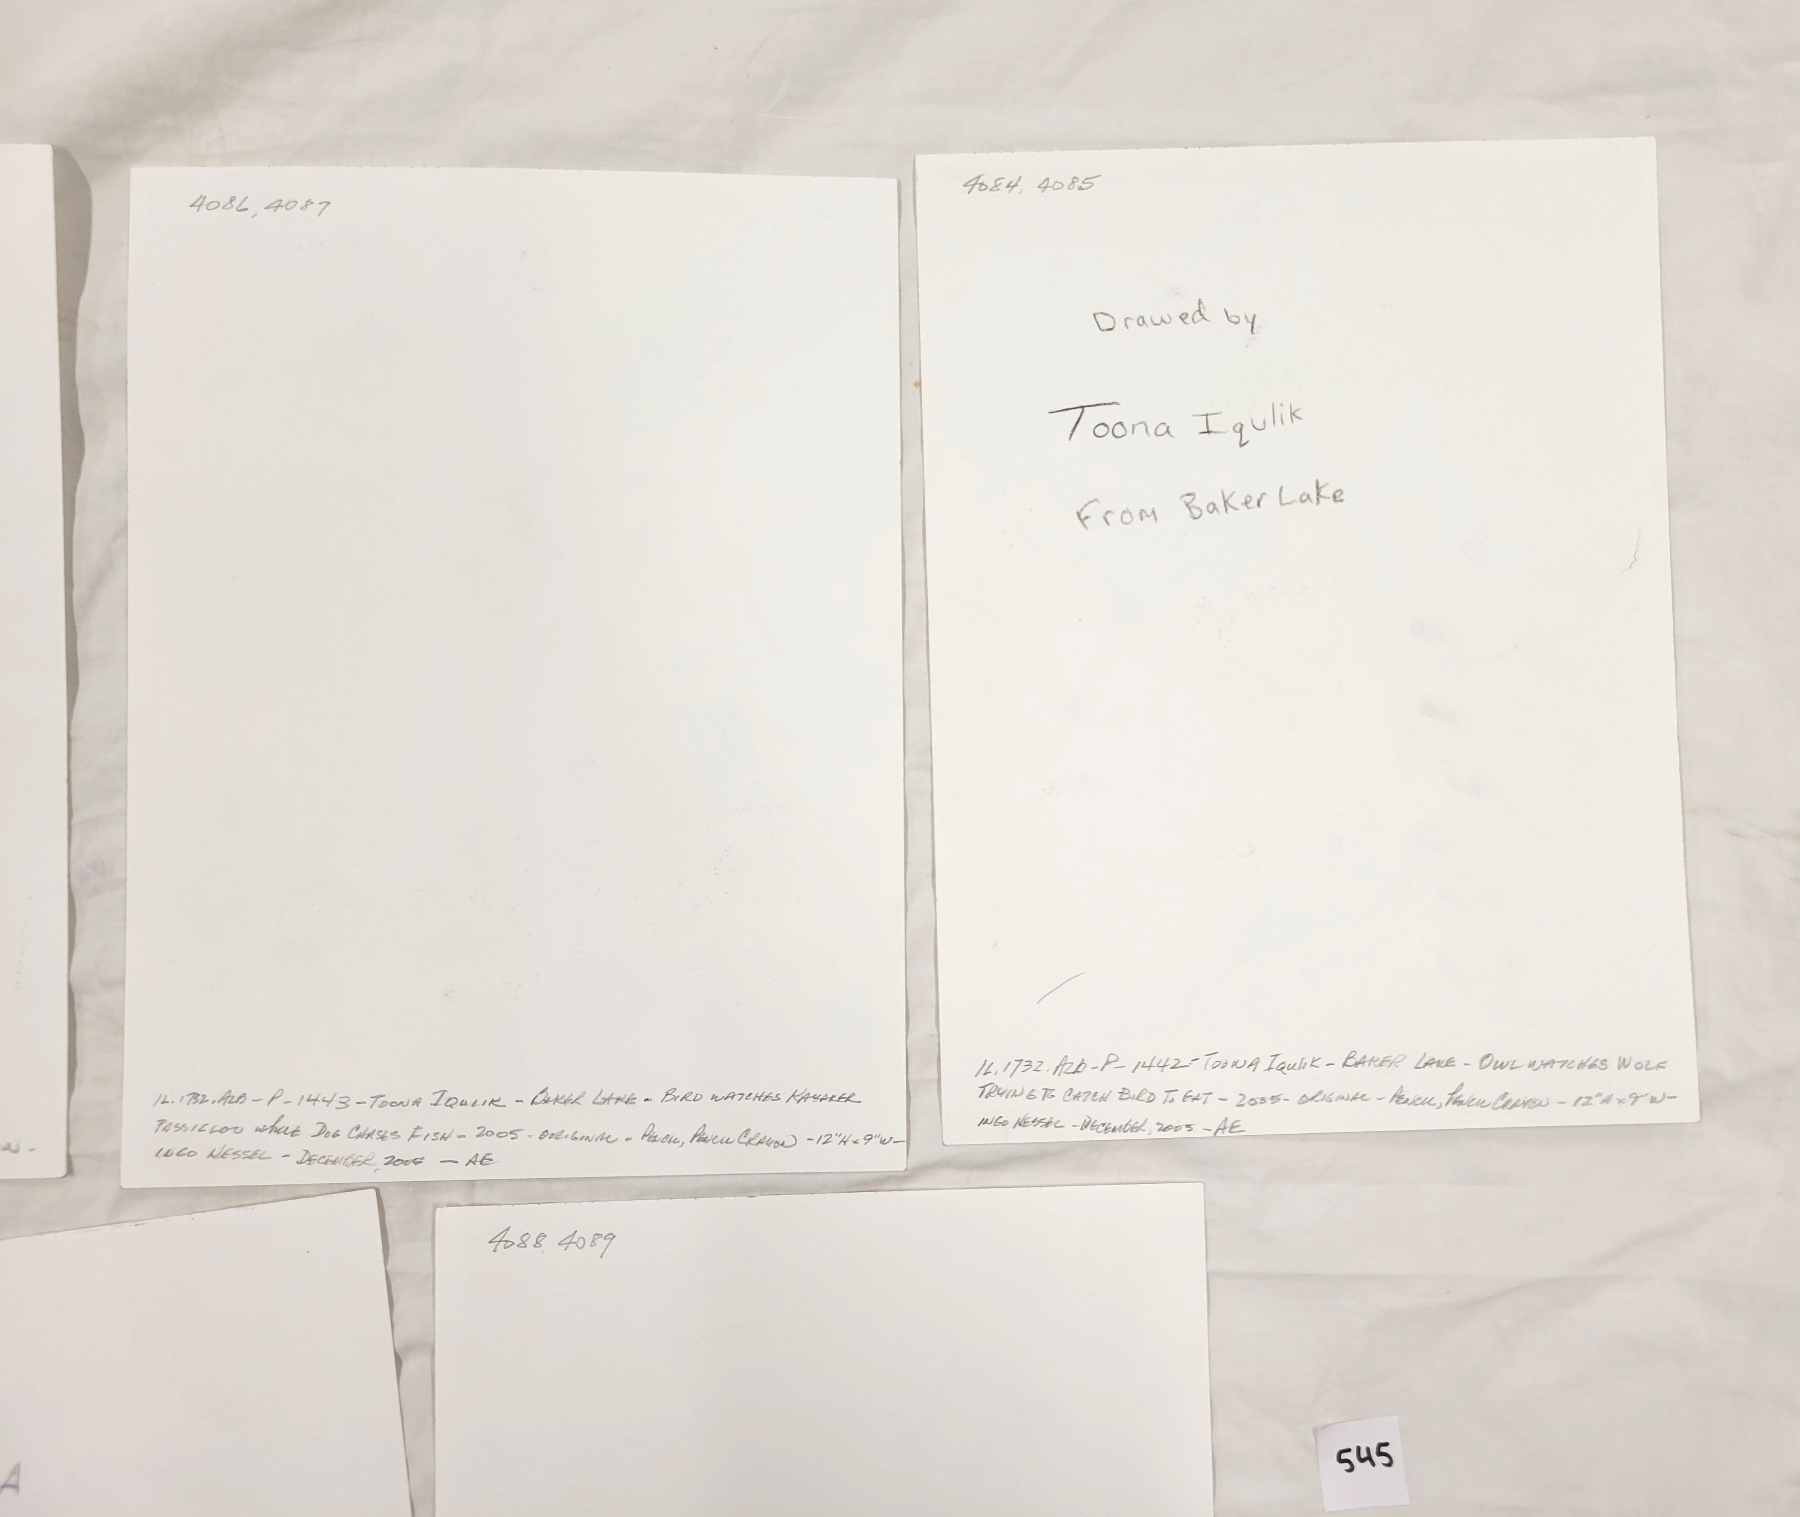 4086, 4087
IL.1732.A20-P-1443-TOONA IQULIK - BAKER LAKE - BIRD WATCHES KAYAKER
WHILE DOG CHASES FISH - 2005 - ORIGINAL - PENCIL, PENCIL CRAYON - 12"H x 9"W -
INGO HESSEL - DECEMBER, 2005 - AE
4084, 4085
Drawed by
Toona Iqulik
From Baker Lake
IL.1732.A20-P-1442-TOONA IQULIK - BAKER LAKE - OWL WATCHES WOLF
TRYING TO CATCH BIRD TO EAT - 2005 - ORIGINAL - PENCIL, PENCIL CRAYON - 12"H x 9"W -
INGO HESSEL - DECEMBER, 2005 - AE
4088, 4089
A
545